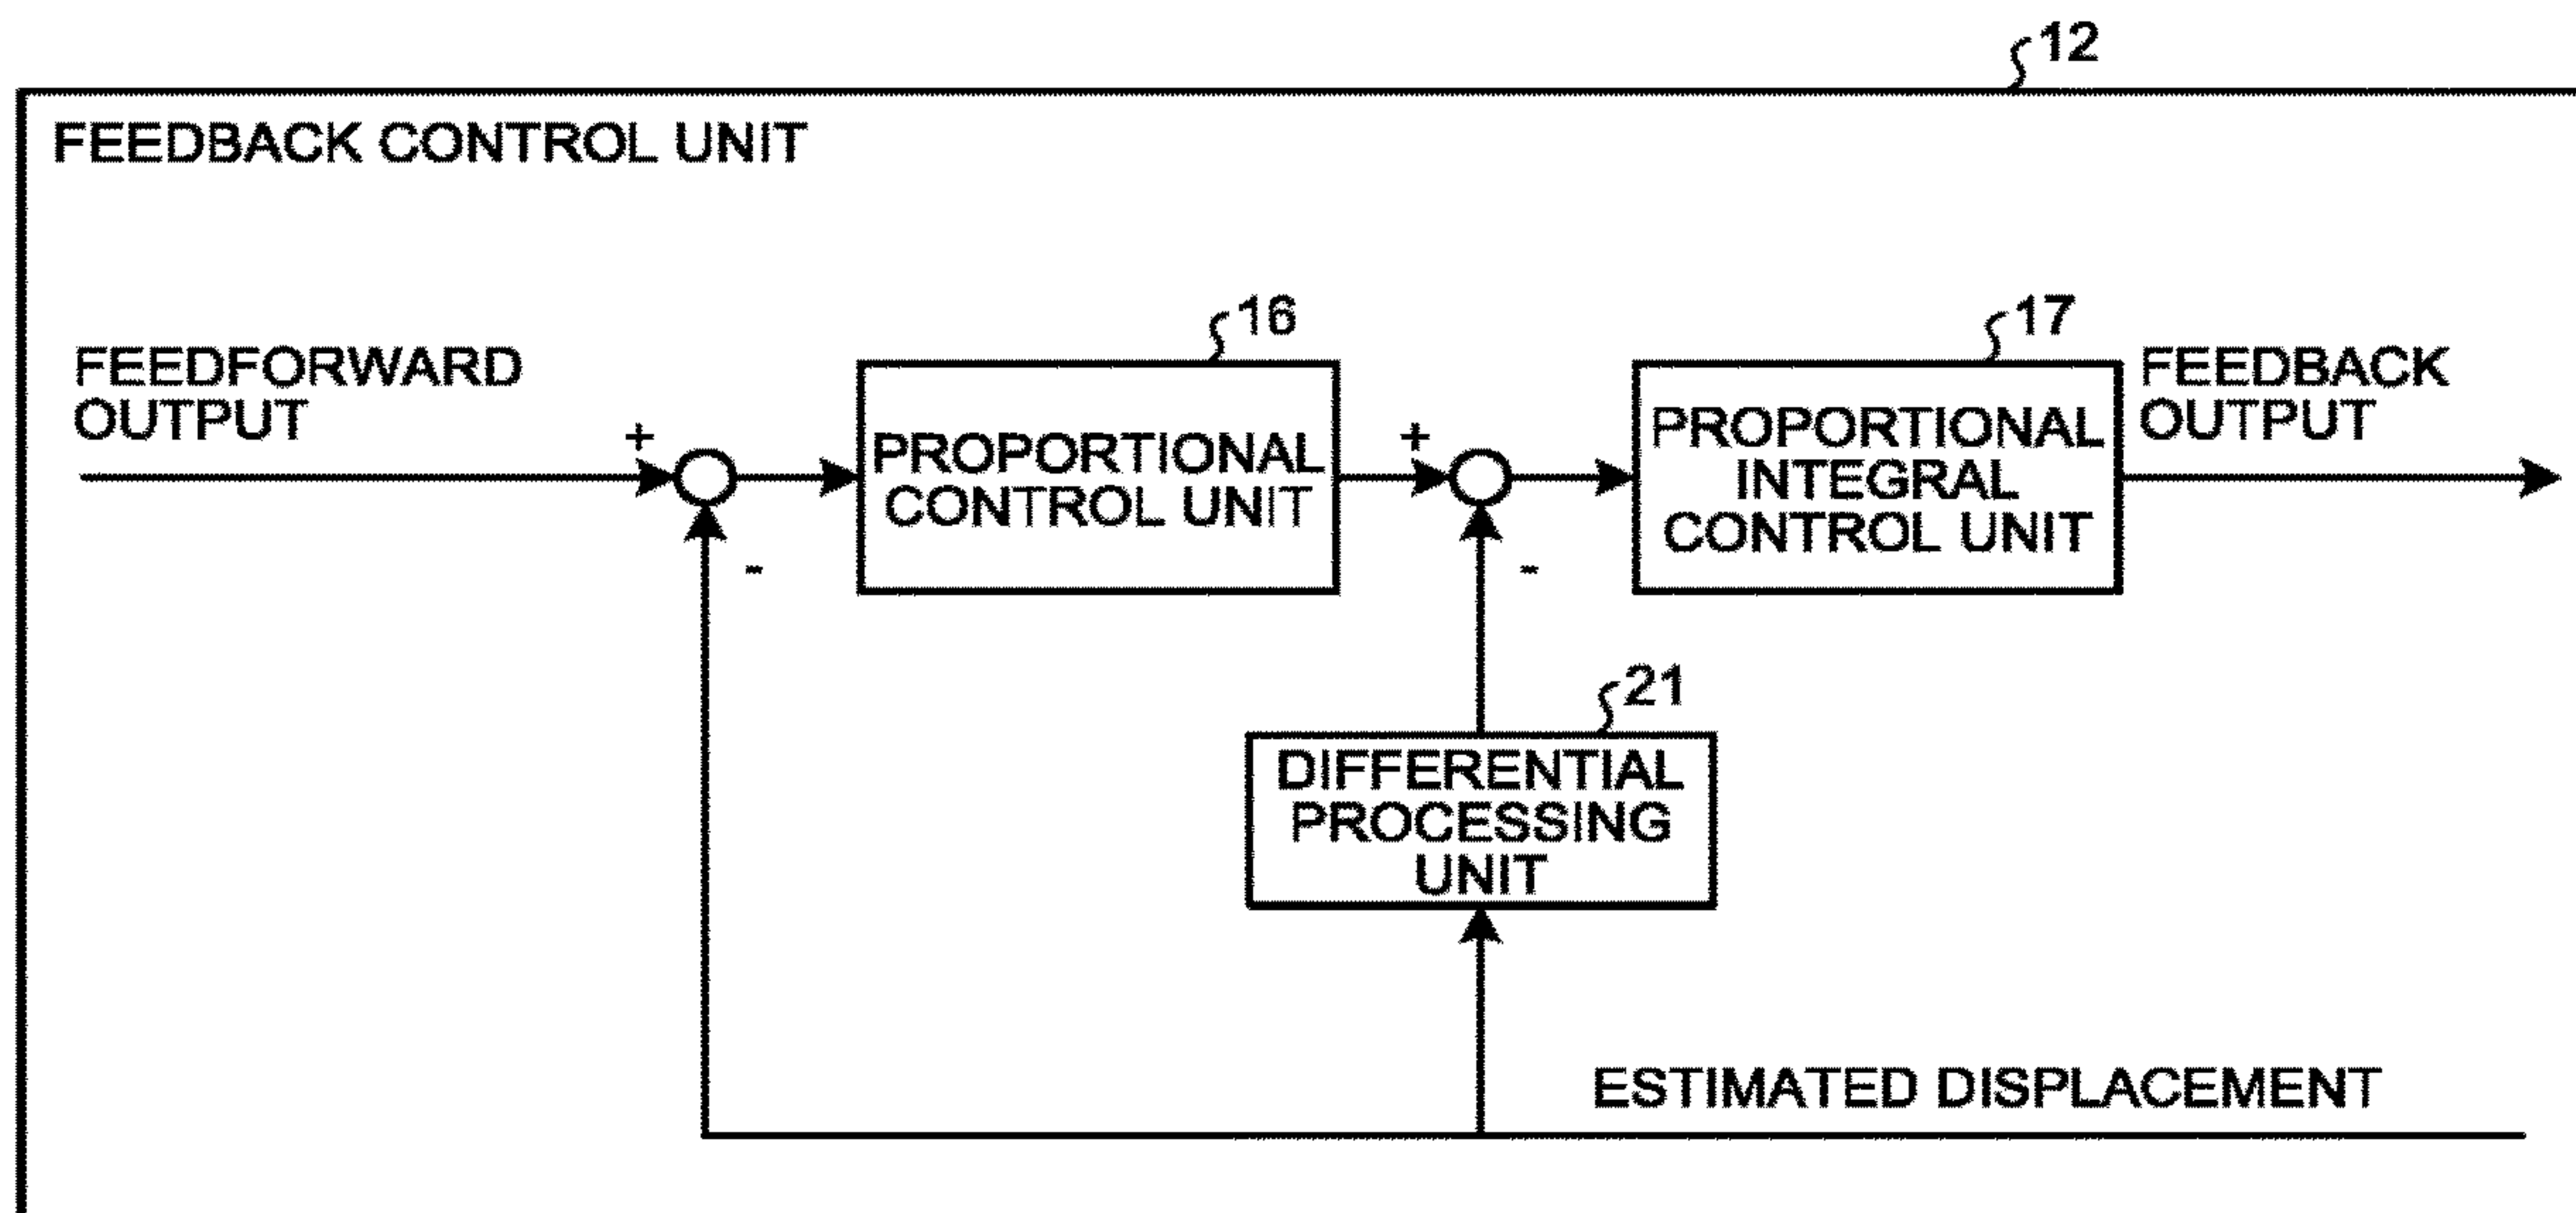 12
FEEDBACK CONTROL UNIT
16
17
FEEDFORWARD
OUTPUT
FEEDBACK
OUTPUT
+
-
PROPORTIONAL
CONTROL UNIT
+
-
PROPORTIONAL
INTEGRAL
CONTROL UNIT
21
DIFFERENTIAL
PROCESSING
UNIT
ESTIMATED DISPLACEMENT